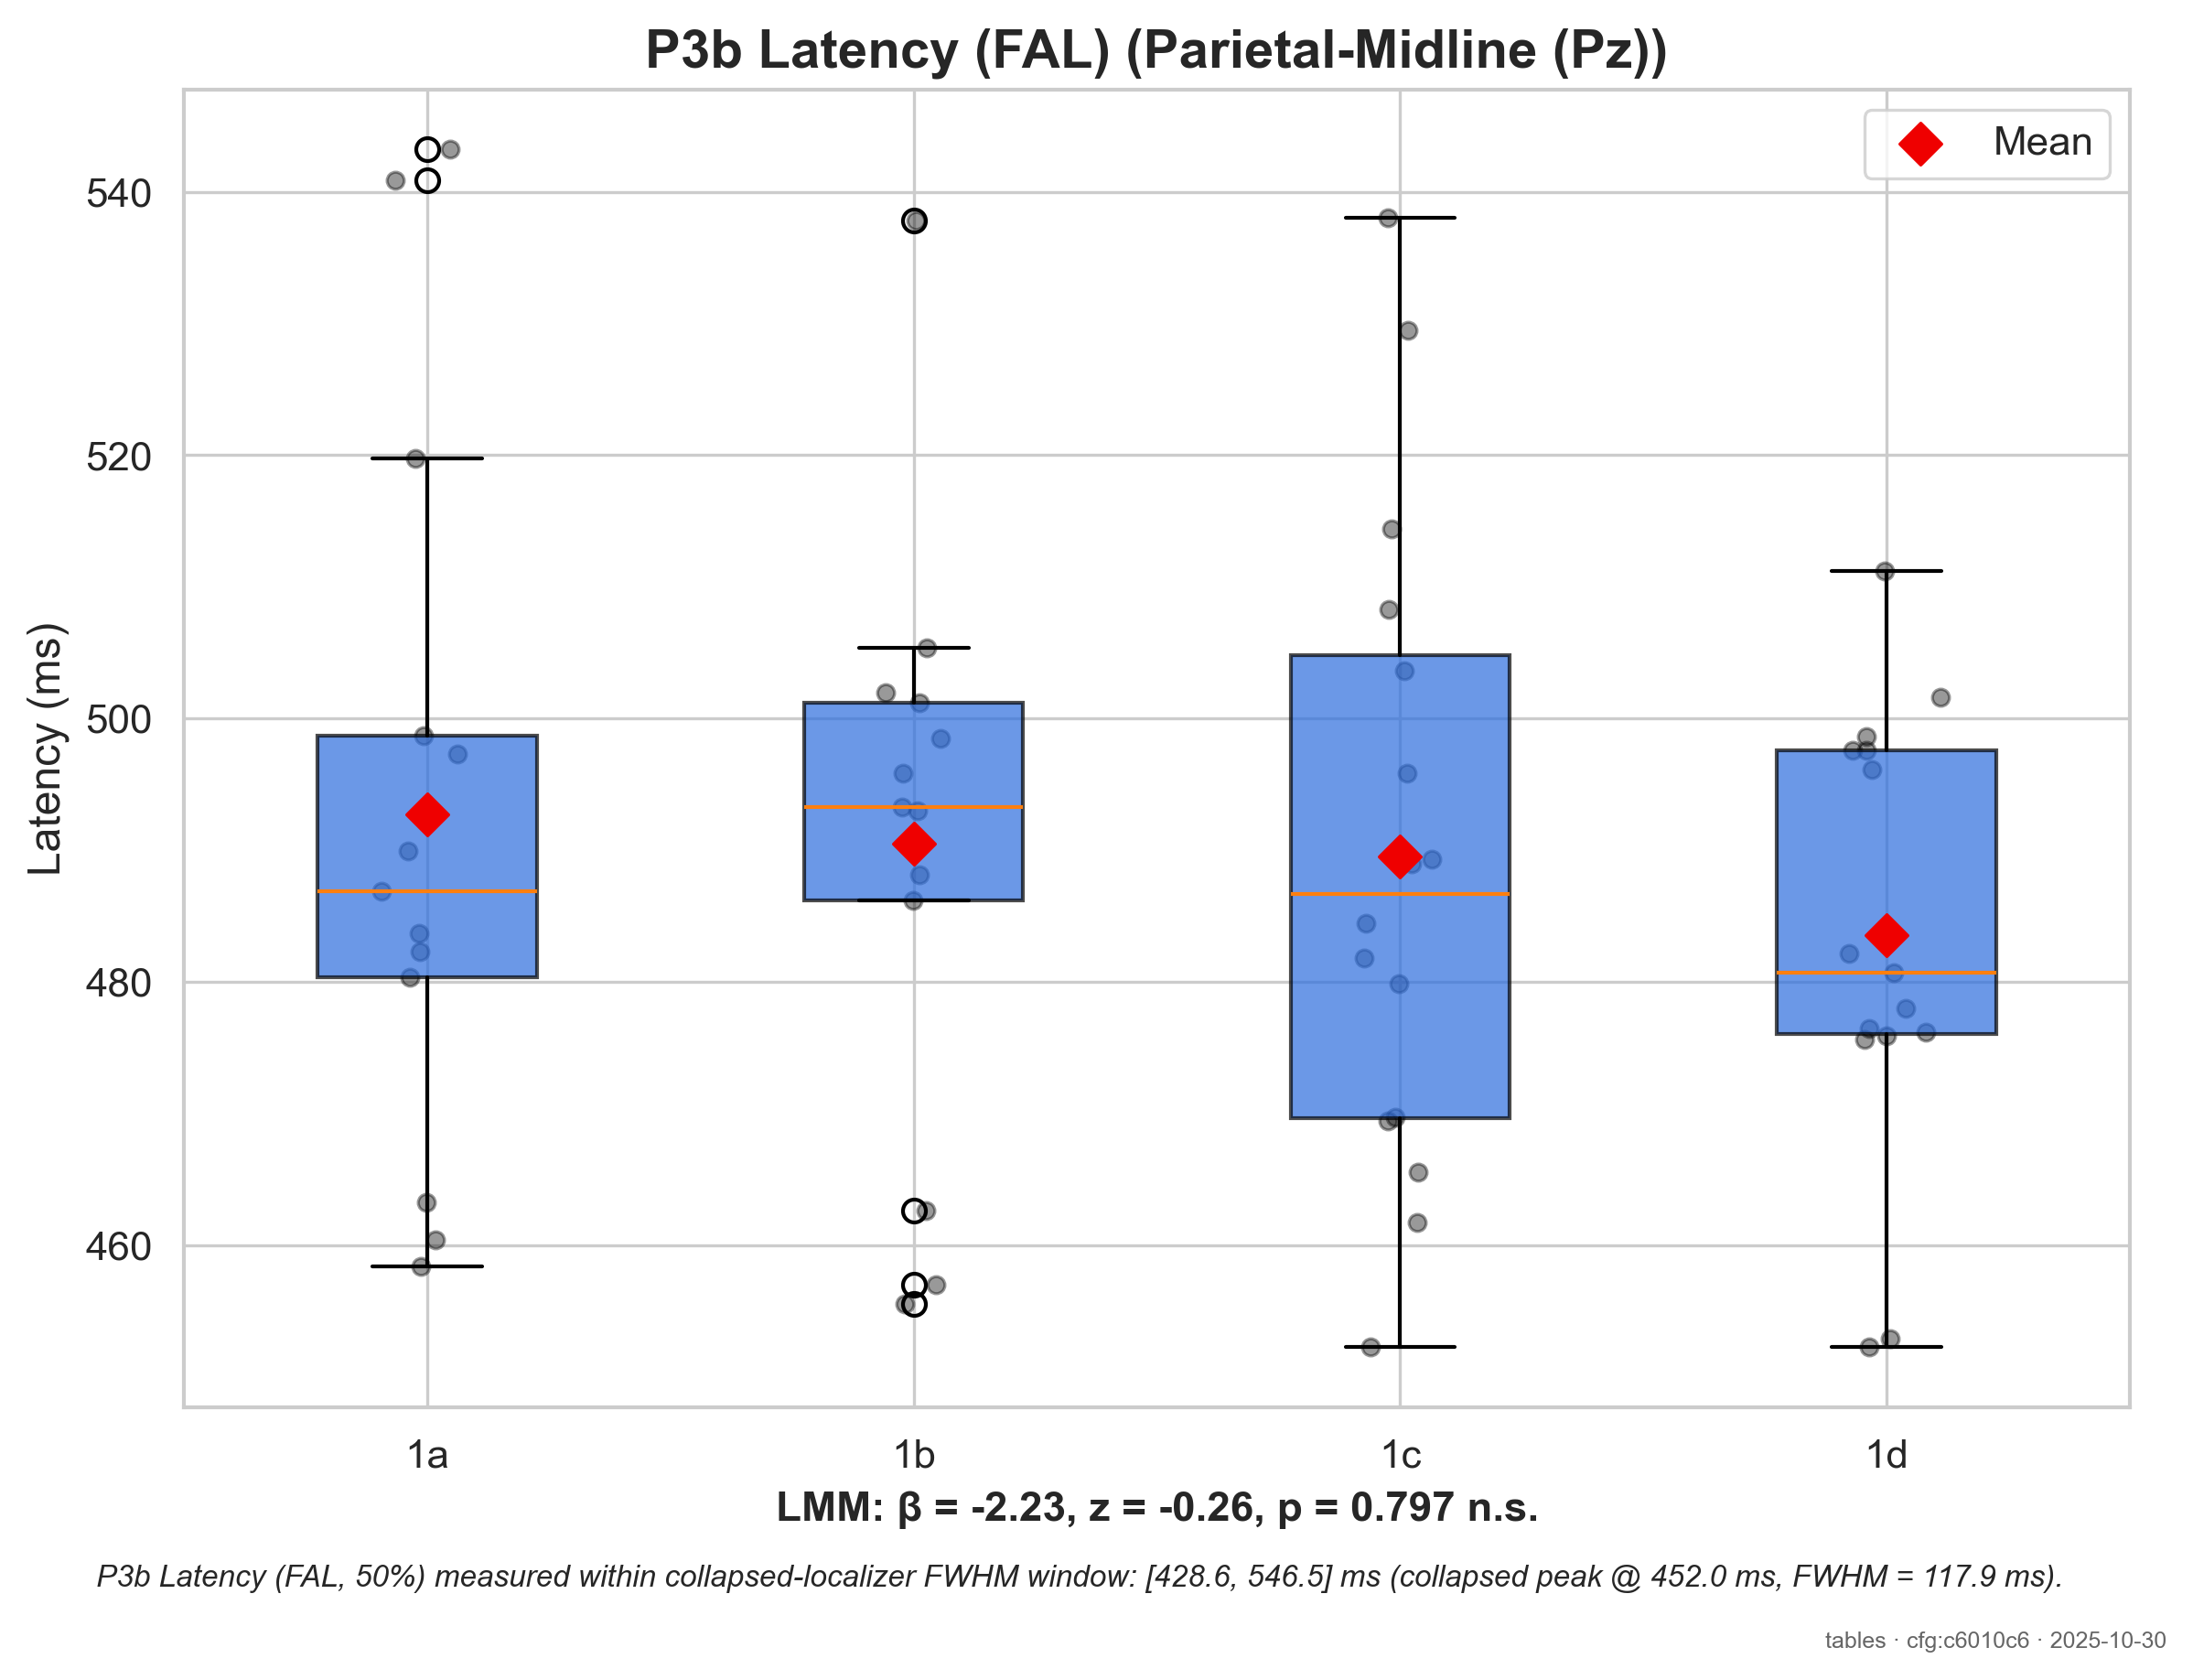 P3b Latency (FAL) (Parietal-Midline (Pz))
Mean
Latency (ms)
540
520
500
480
460
1a 1b 1c 1d
LMM: β = -2.23, z = -0.26, p = 0.797 n.s.
P3b Latency (FAL, 50%) measured within collapsed-localizer FWHM window: [428.6, 546.5] ms (collapsed peak @ 452.0 ms, FWHM = 117.9 ms).
tables · cfg:c6010c6 · 2025-10-30